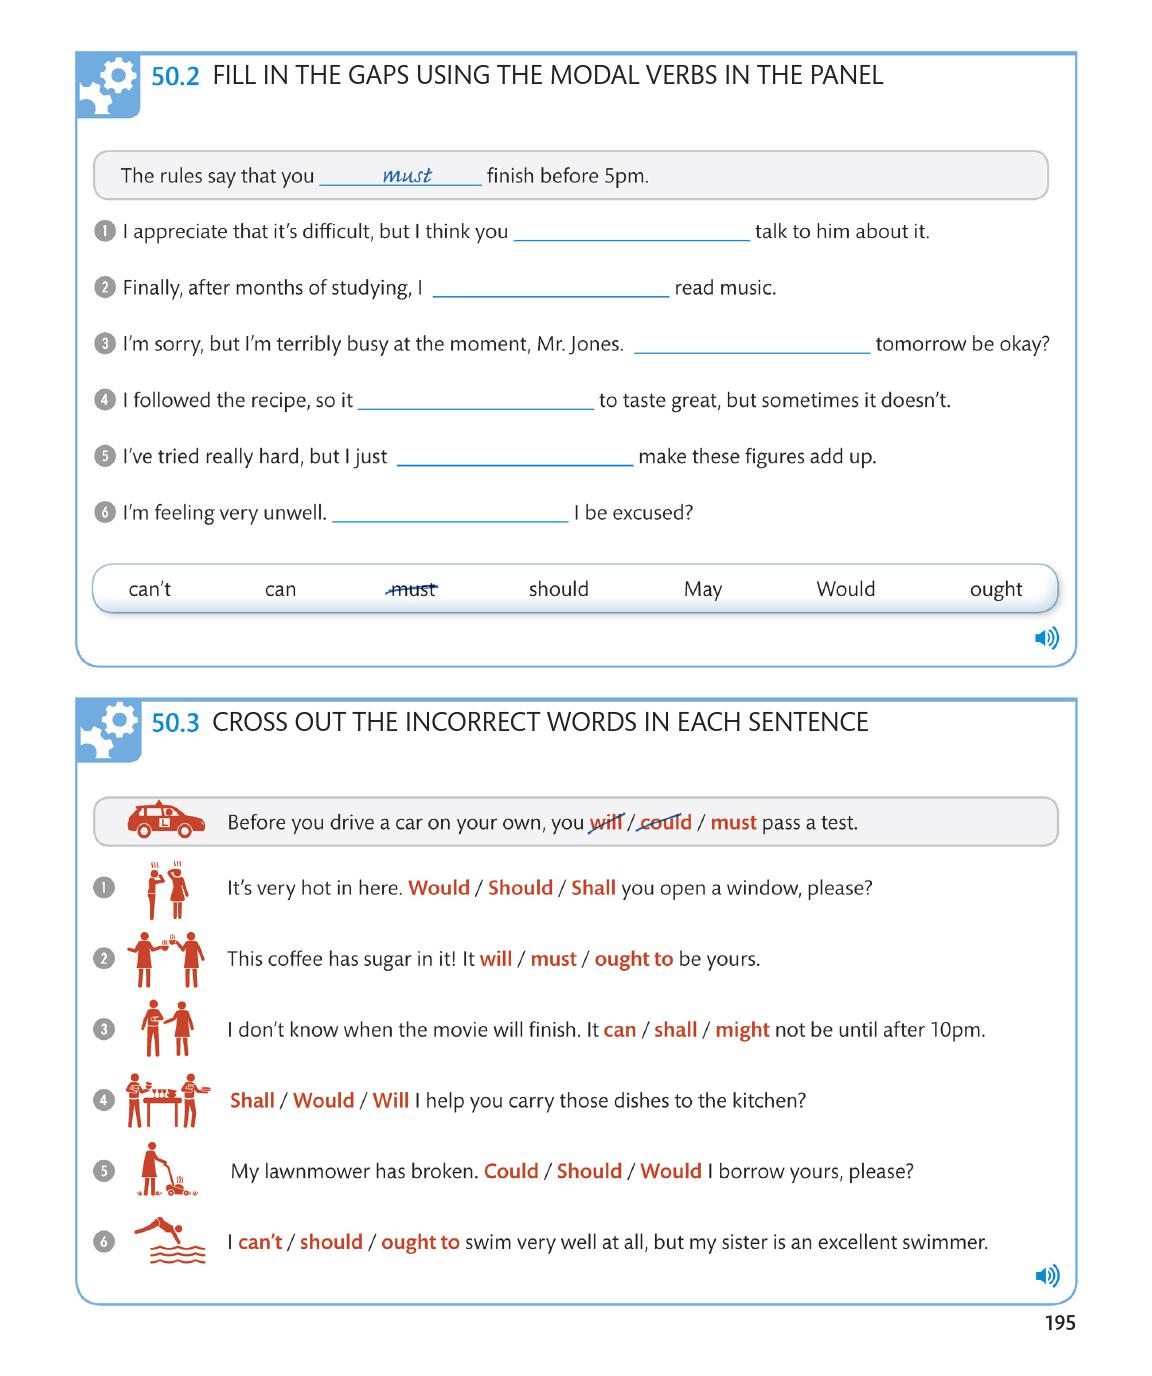 50.2 FILL IN THE GAPS USING THE MODAL VERBS IN THE PANEL
The rules say that you must finish before 5pm.
1 I appreciate that it's difficult, but I think you ____ talk to him about it.
2 Finally, after months of studying, I ____ read music.
3 I'm sorry, but I'm terribly busy at the moment, Mr. Jones. ____ tomorrow be okay?
4 I followed the recipe, so it ____ to taste great, but sometimes it doesn't.
5 I've tried really hard, but I just ____ make these figures add up.
6 I'm feeling very unwell. ____ I be excused?
can't can must should May Would ought
50.3 CROSS OUT THE INCORRECT WORDS IN EACH SENTENCE
L
Before you drive a car on your own, you will / could / must pass a test.
1 It's very hot in here. Would / Should / Shall you open a window, please?
2 This coffee has sugar in it! It will / must / ought to be yours.
3 I don't know when the movie will finish. It can / shall / might not be until after 10pm.
4 Shall / Would / Will I help you carry those dishes to the kitchen?
5 My lawnmower has broken. Could / Should / Would I borrow yours, please?
6 I can't / should / ought to swim very well at all, but my sister is an excellent swimmer.
195